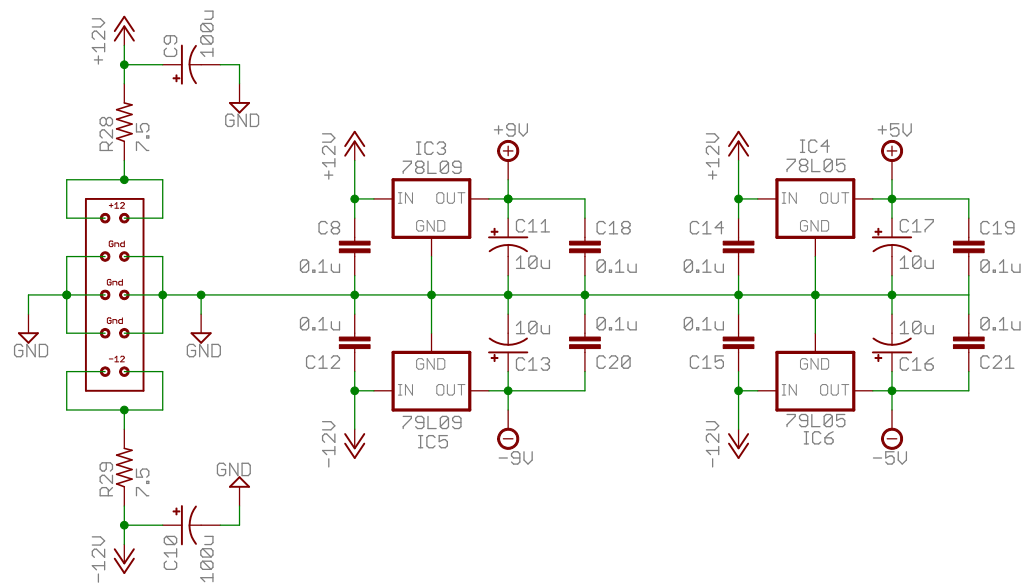 +12V
C9
100u
GND
R28
7.5
+12
Gnd
Gnd
Gnd
-12
GND
GND
R29
7.5
GND
-12V
C10
100u
+12V
IC3
78L09
+9V
IN
OUT
GND
C8
0.1u
C11
10u
C18
0.1u
0.1u
C12
10u
C13
0.1u
C20
GND
IN
OUT
79L09
IC5
-12V
-9V
+12V
IC4
78L05
+5V
IN
OUT
GND
C14
0.1u
C17
10u
C19
0.1u
0.1u
C15
10u
C16
0.1u
C21
GND
IN
OUT
79L05
IC6
-12V
-5V